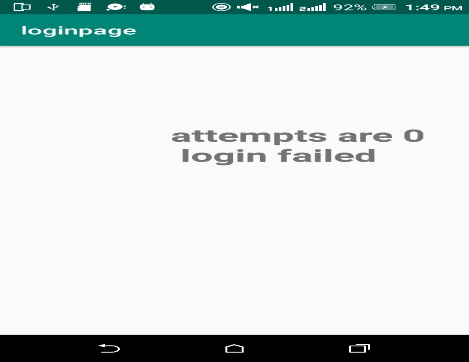 92% 1:49 PM
loginpage
attempts are 0
login failed